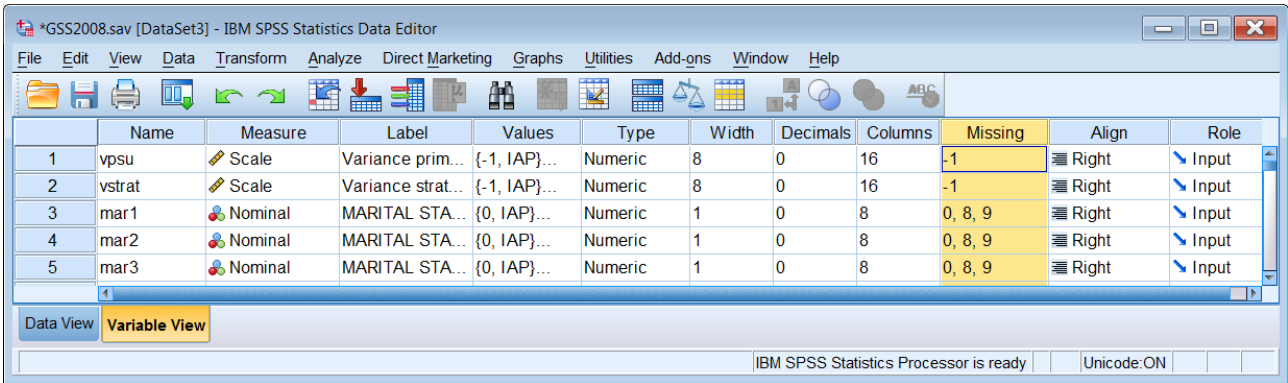 *GSS2008.sav [DataSet3] - IBM SPSS Statistics Data Editor
File Edit View Data Transform Analyze Direct Marketing Graphs Utilities Add-ons Window Help
Name Measure Label Values Type Width Decimals Columns Missing Align Role
1 vpsu Scale Variance prim... {-1, IAP}... Numeric 8 0 16 -1 Right Input
2 vstrat Scale Variance strat... {-1, IAP}... Numeric 8 0 16 -1 Right Input
3 mar1 Nominal MARITAL STA... {0, IAP}... Numeric 1 0 8 0, 8, 9 Right Input
4 mar2 Nominal MARITAL STA... {0, IAP}... Numeric 1 0 8 0, 8, 9 Right Input
5 mar3 Nominal MARITAL STA... {0, IAP}... Numeric 1 0 8 0, 8, 9 Right Input
Data View Variable View
IBM SPSS Statistics Processor is ready Unicode:ON